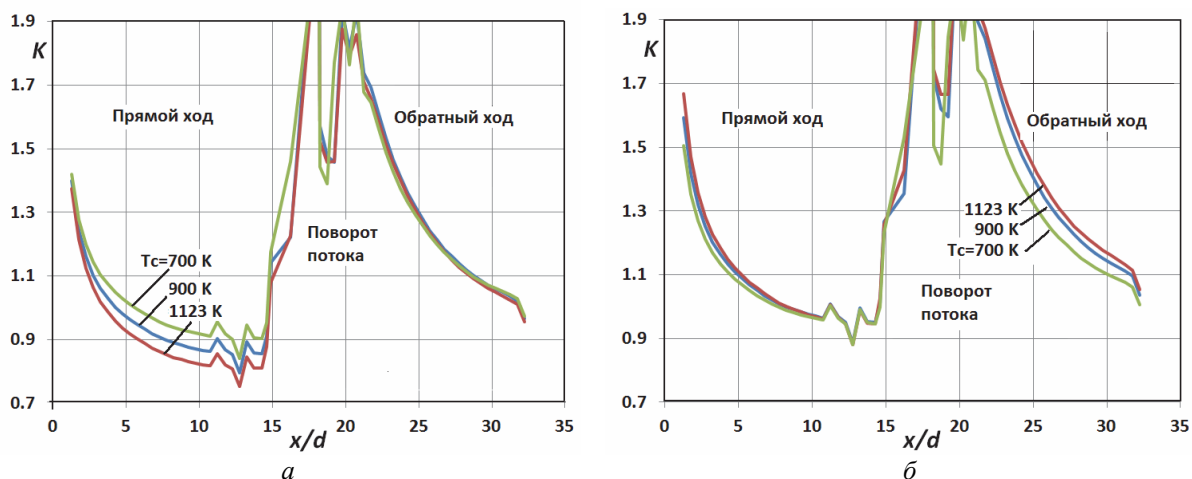 1.9
K
1.7
1.5
1.3
1.1
0.9
0.7
Прямой ход
Обратный ход
Поворот
потока
Tc=700 K
900 K
1123 K
0 5 10 15 20 25 30 35
x/d
а
1.9
K
1.7
1.5
1.3
1.1
0.9
0.7
Прямой ход
Обратный ход
1123 K
900 K
Tc=700 K
Поворот
потока
0 5 10 15 20 25 30 35
x/d
б